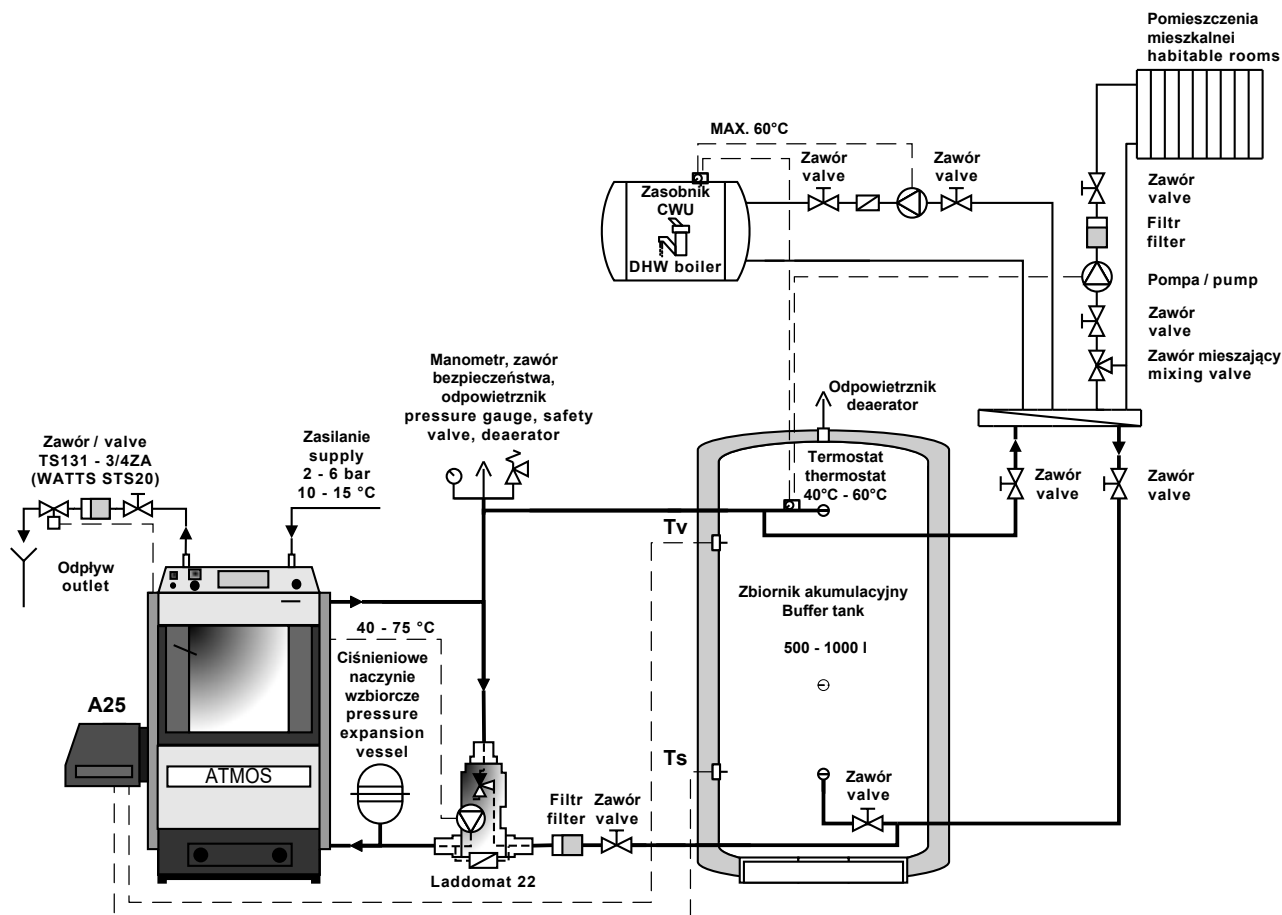 Pomieszczenia
mieszkalnei
habitable rooms
MAX. 60°C
Zawór
valve
Zawór
valve
Zasobnik
CWU
DHW boiler
Zawór
valve
Filtr
filter
Pompa / pump
Zawór
valve
Zawór mieszający
mixing valve
Manometr, zawór
bezpieczeństwa,
odpowietrznik
pressure gauge, safety
valve, deaerator
Odpowietrznik
deaerator
Zawór / valve
TS131 - 3/4ZA
(WATTS STS20)
Zasilanie
supply
2 - 6 bar
10 - 15 °C
Termostat
thermostat
40°C - 60°C
Zawór
valve
Zawór
valve
Tv
Odpływ
outlet
Zbiornik akumulacyjny
Buffer tank
500 - 1000 l
40 - 75 °C
Ciśnieniowe
naczynie
wzbiorcze
pressure
expansion
vessel
A25
ATMOS
Ts
Zawór
valve
Filtr
filter
Zawór
valve
Laddomat 22